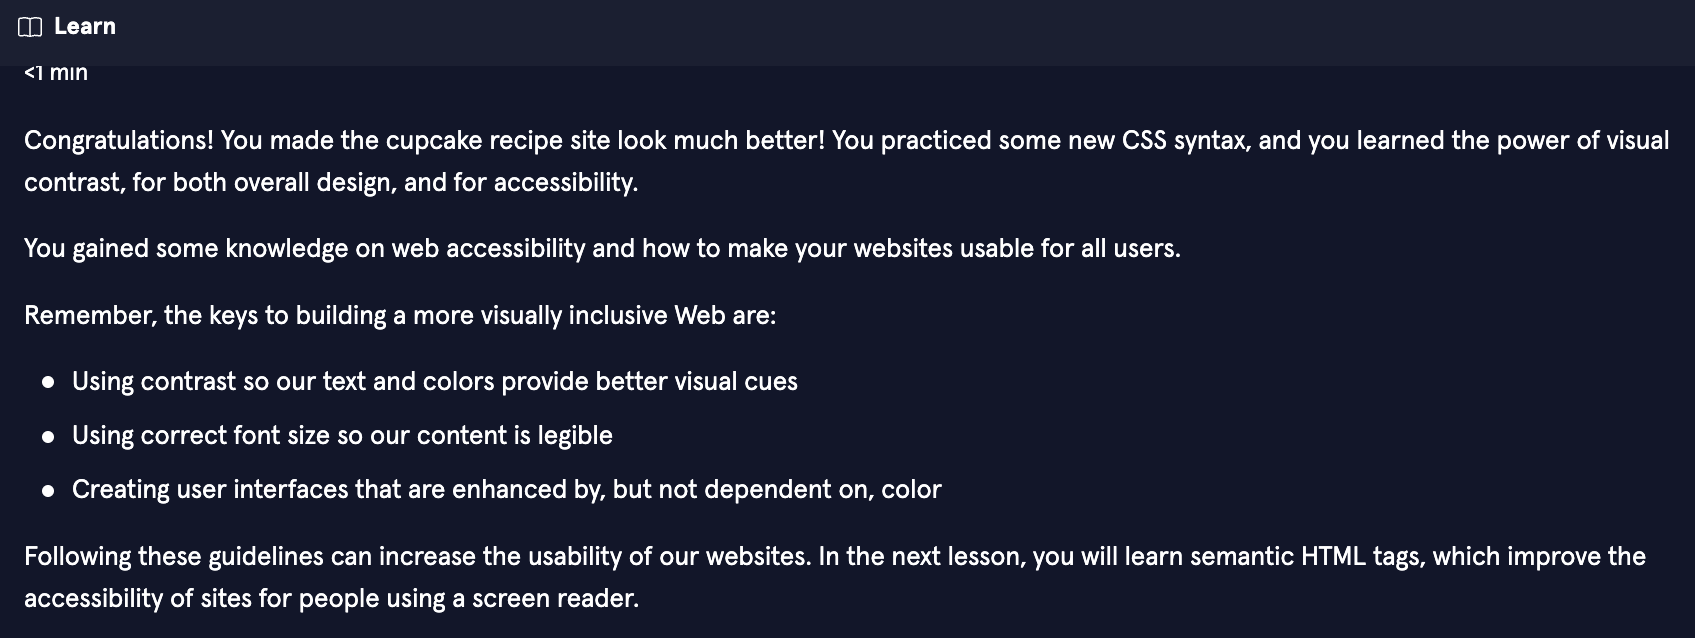 Learn
<1 min
Congratulations! You made the cupcake recipe site look much better! You practiced some new CSS syntax, and you learned the power of visual
contrast, for both overall design, and for accessibility.
You gained some knowledge on web accessibility and how to make your websites usable for all users.
Remember, the keys to building a more visually inclusive Web are:
Using contrast so our text and colors provide better visual cues
Using correct font size so our content is legible
Creating user interfaces that are enhanced by, but not dependent on, color
Following these guidelines can increase the usability of our websites. In the next lesson, you will learn semantic HTML tags, which improve the
accessibility of sites for people using a screen reader.